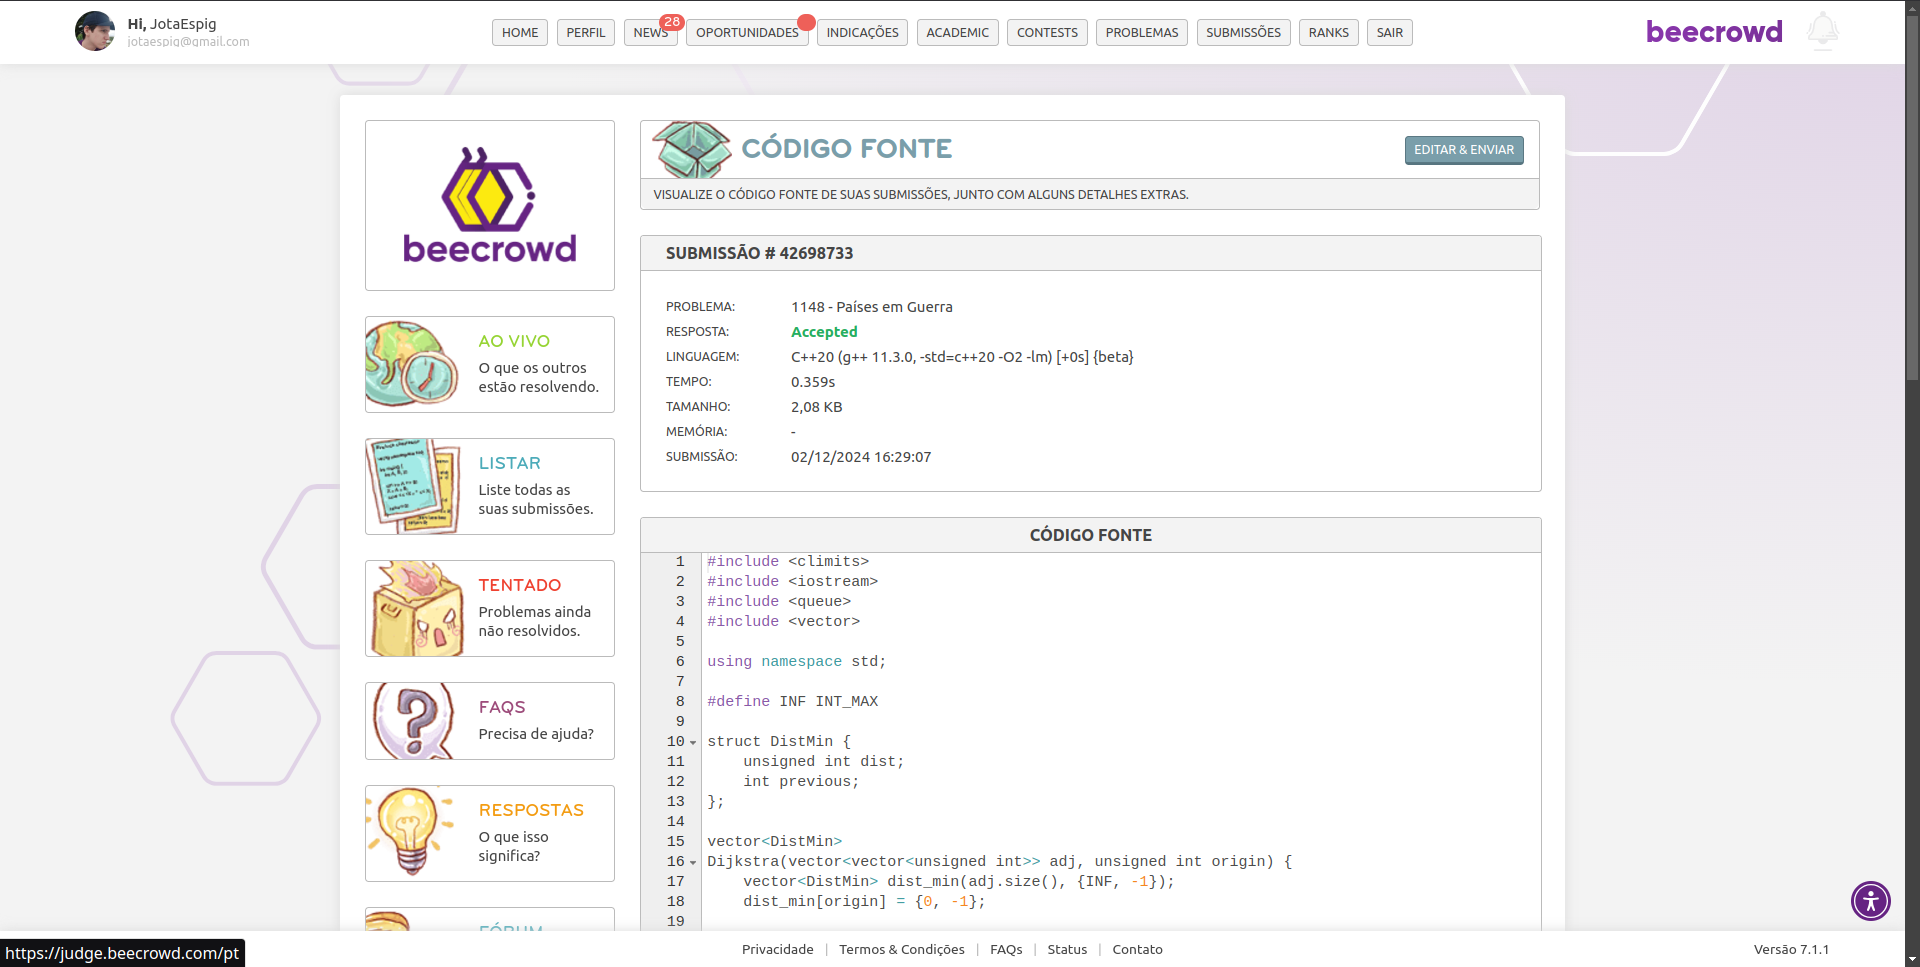 Hi, JotaEspig
jotaespig@gmail.com
HOME
PERFIL
NEWS
28
OPORTUNIDADES
INDICAÇÕES
ACADEMIC
CONTESTS
PROBLEMAS
SUBMISSÕES
RANKS
SAIR
beecrowd
beecrowd
AO VIVO
O que os outros
estão resolvendo.
LISTAR
Liste todas as
suas submissões.
TENTADO
Problemas ainda
não resolvidos.
FAQS
Precisa de ajuda?
RESPOSTAS
O que isso
significa?
FÓRUM
CÓDIGO FONTE
EDITAR & ENVIAR
VISUALIZE O CÓDIGO FONTE DE SUAS SUBMISSÕES, JUNTO COM ALGUNS DETALHES EXTRAS.
SUBMISSÃO # 42698733
PROBLEMA: 1148 - Países em Guerra
RESPOSTA: Accepted
LINGUAGEM: C++20 (g++ 11.3.0, -std=c++20 -O2 -lm) [+0s] {beta}
TEMPO: 0.359s
TAMANHO: 2,08 KB
MEMÓRIA: -
SUBMISSÃO: 02/12/2024 16:29:07
CÓDIGO FONTE
1 #include <climits>
2 #include <iostream>
3 #include <queue>
4 #include <vector>
5
6 using namespace std;
7
8 #define INF INT_MAX
9
10 struct DistMin {
11     unsigned int dist;
12     int previous;
13 };
14
15 vector<DistMin>
16 Dijkstra(vector<vector<unsigned int>> adj, unsigned int origin) {
17     vector<DistMin> dist_min(adj.size(), {INF, -1});
18     dist_min[origin] = {0, -1};
19
https://judge.beecrowd.com/pt
Privacidade | Termos & Condições | FAQs | Status | Contato
Versão 7.1.1